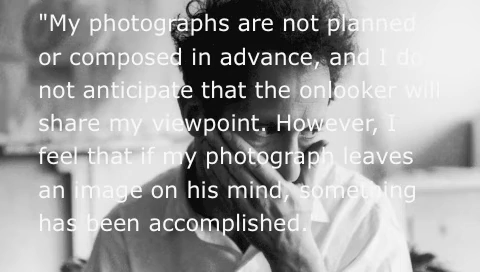 "My photographs are not planned
or composed in advance, and I do
not anticipate that the onlooker will
share my viewpoint. However, I
feel that if my photograph leaves
an image on his mind, something
has been accomplished.